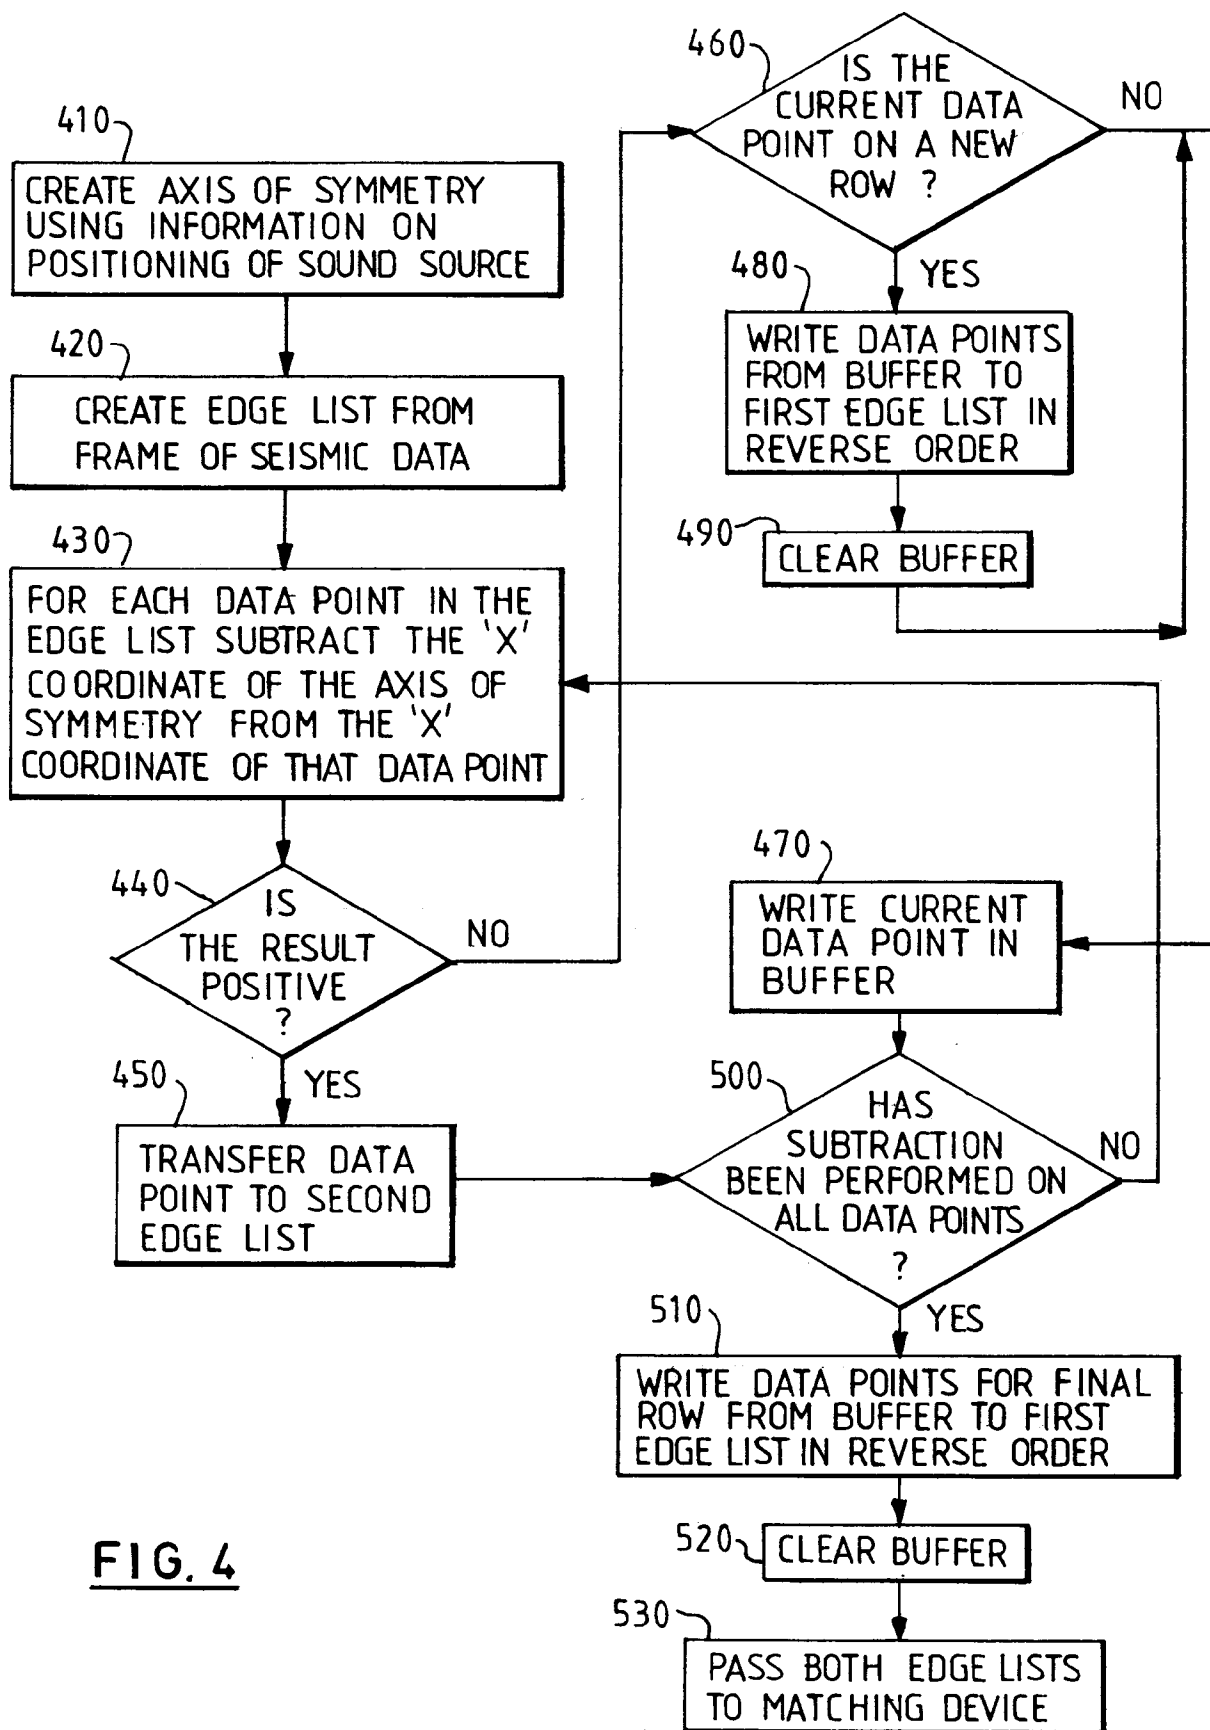 410
CREATE AXIS OF SYMMETRY
USING INFORMATION ON
POSITIONING OF SOUND SOURCE
420
CREATE EDGE LIST FROM
FRAME OF SEISMIC DATA
430
FOR EACH DATA POINT IN THE
EDGE LIST SUBTRACT THE 'X'
COORDINATE OF THE AXIS OF
SYMMETRY FROM THE 'X'
COORDINATE OF THAT DATA POINT
440
IS
THE RESULT
POSITIVE
?
NO
YES
450
TRANSFER DATA
POINT TO SECOND
EDGE LIST
460
IS THE
CURRENT DATA
POINT ON A NEW
ROW ?
NO
YES
480
WRITE DATA POINTS
FROM BUFFER TO
FIRST EDGE LIST IN
REVERSE ORDER
490
CLEAR BUFFER
470
WRITE CURRENT
DATA POINT IN
BUFFER
500
HAS
SUBTRACTION
BEEN PERFORMED ON
ALL DATA POINTS
?
NO
YES
510
WRITE DATA POINTS FOR FINAL
ROW FROM BUFFER TO FIRST
EDGE LIST IN REVERSE ORDER
520
CLEAR BUFFER
530
PASS BOTH EDGE LISTS
TO MATCHING DEVICE
FIG. 4